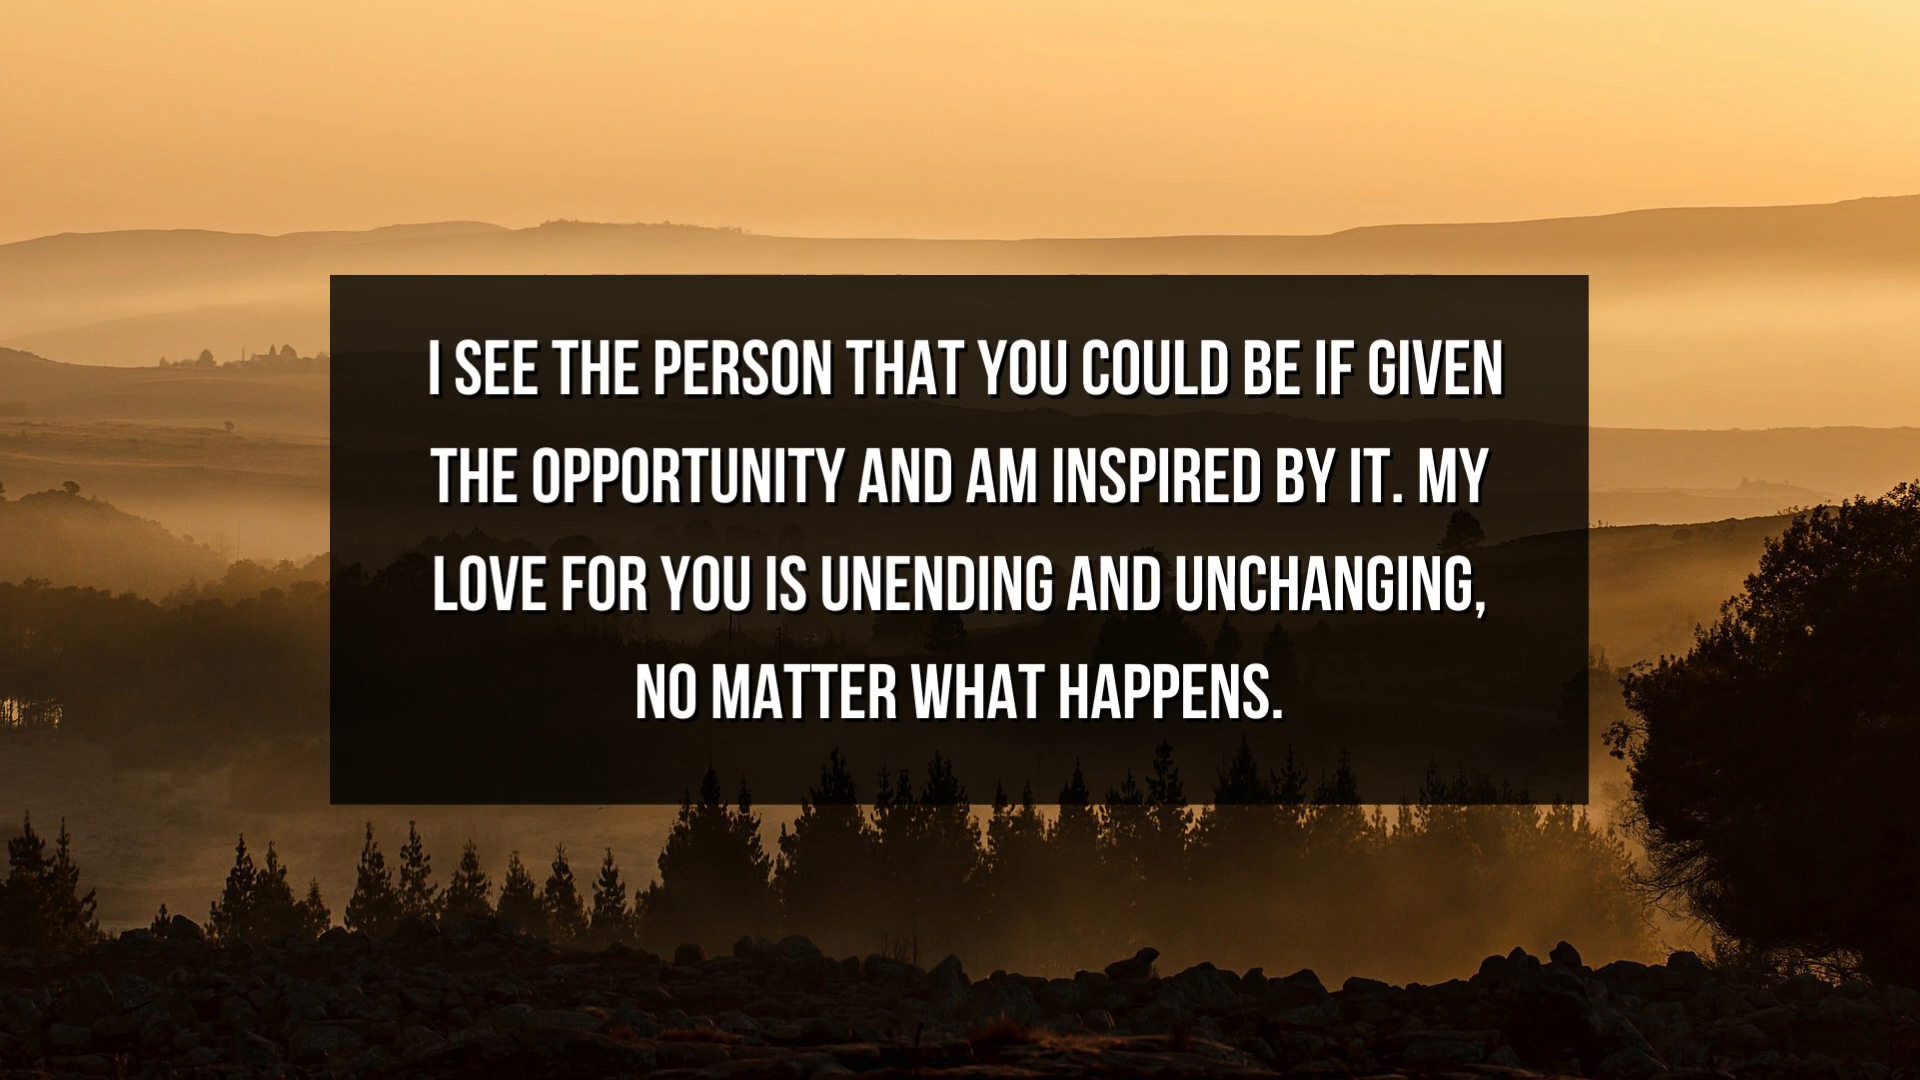 I SEE THE PERSON THAT YOU COULD BE IF GIVEN
THE OPPORTUNITY AND AM INSPIRED BY IT. MY
LOVE FOR YOU IS UNENDING AND UNCHANGING,
NO MATTER WHAT HAPPENS.